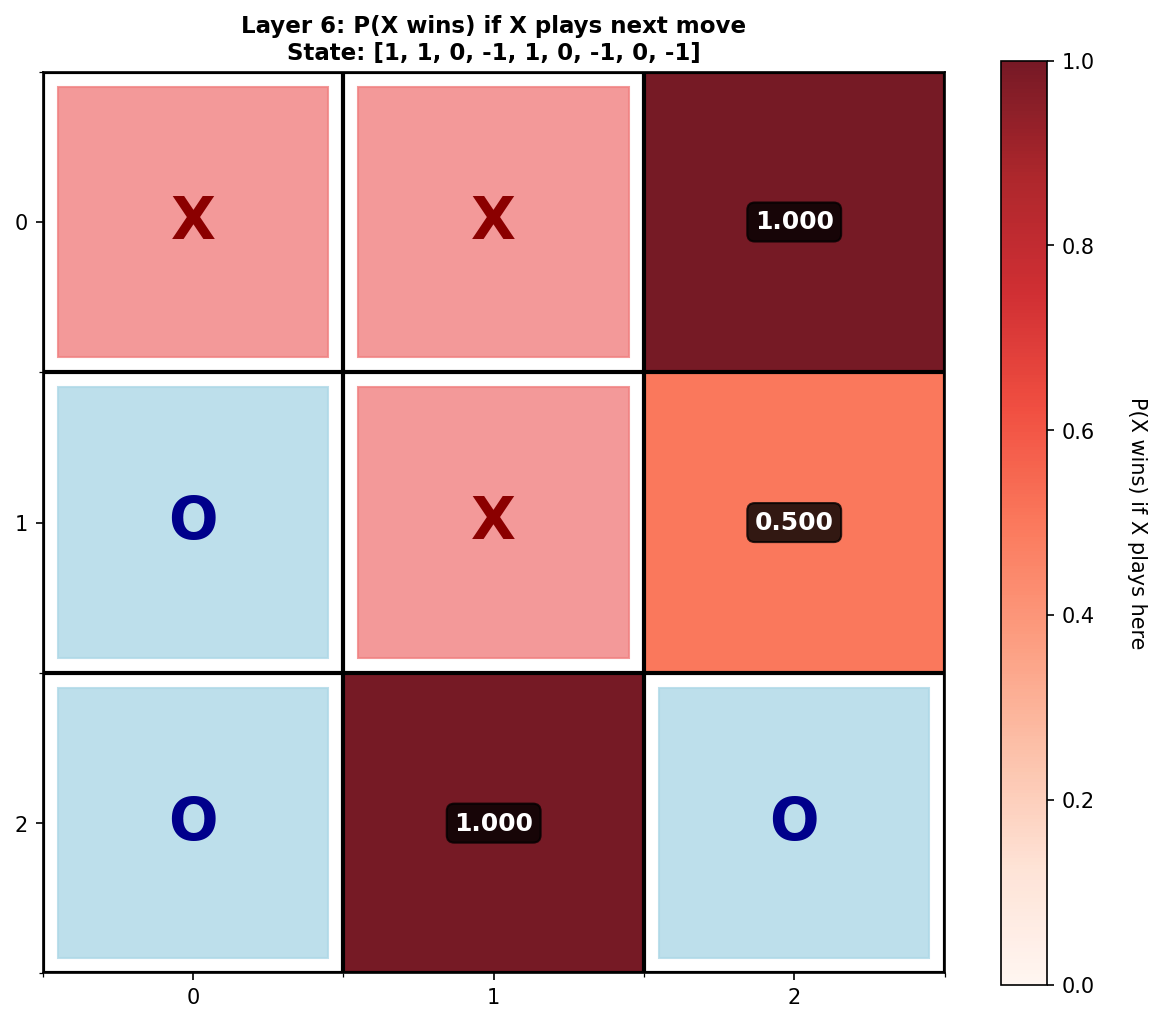 Layer 6: P(X wins) if X plays next move
State: [1, 1, 0, -1, 1, 0, -1, 0, -1]
X X 1.000
O X 0.500
O 1.000 O
0
1
2
0 1 2
1.0
0.8
0.6
0.4
0.2
0.0
P(X wins) if X plays here